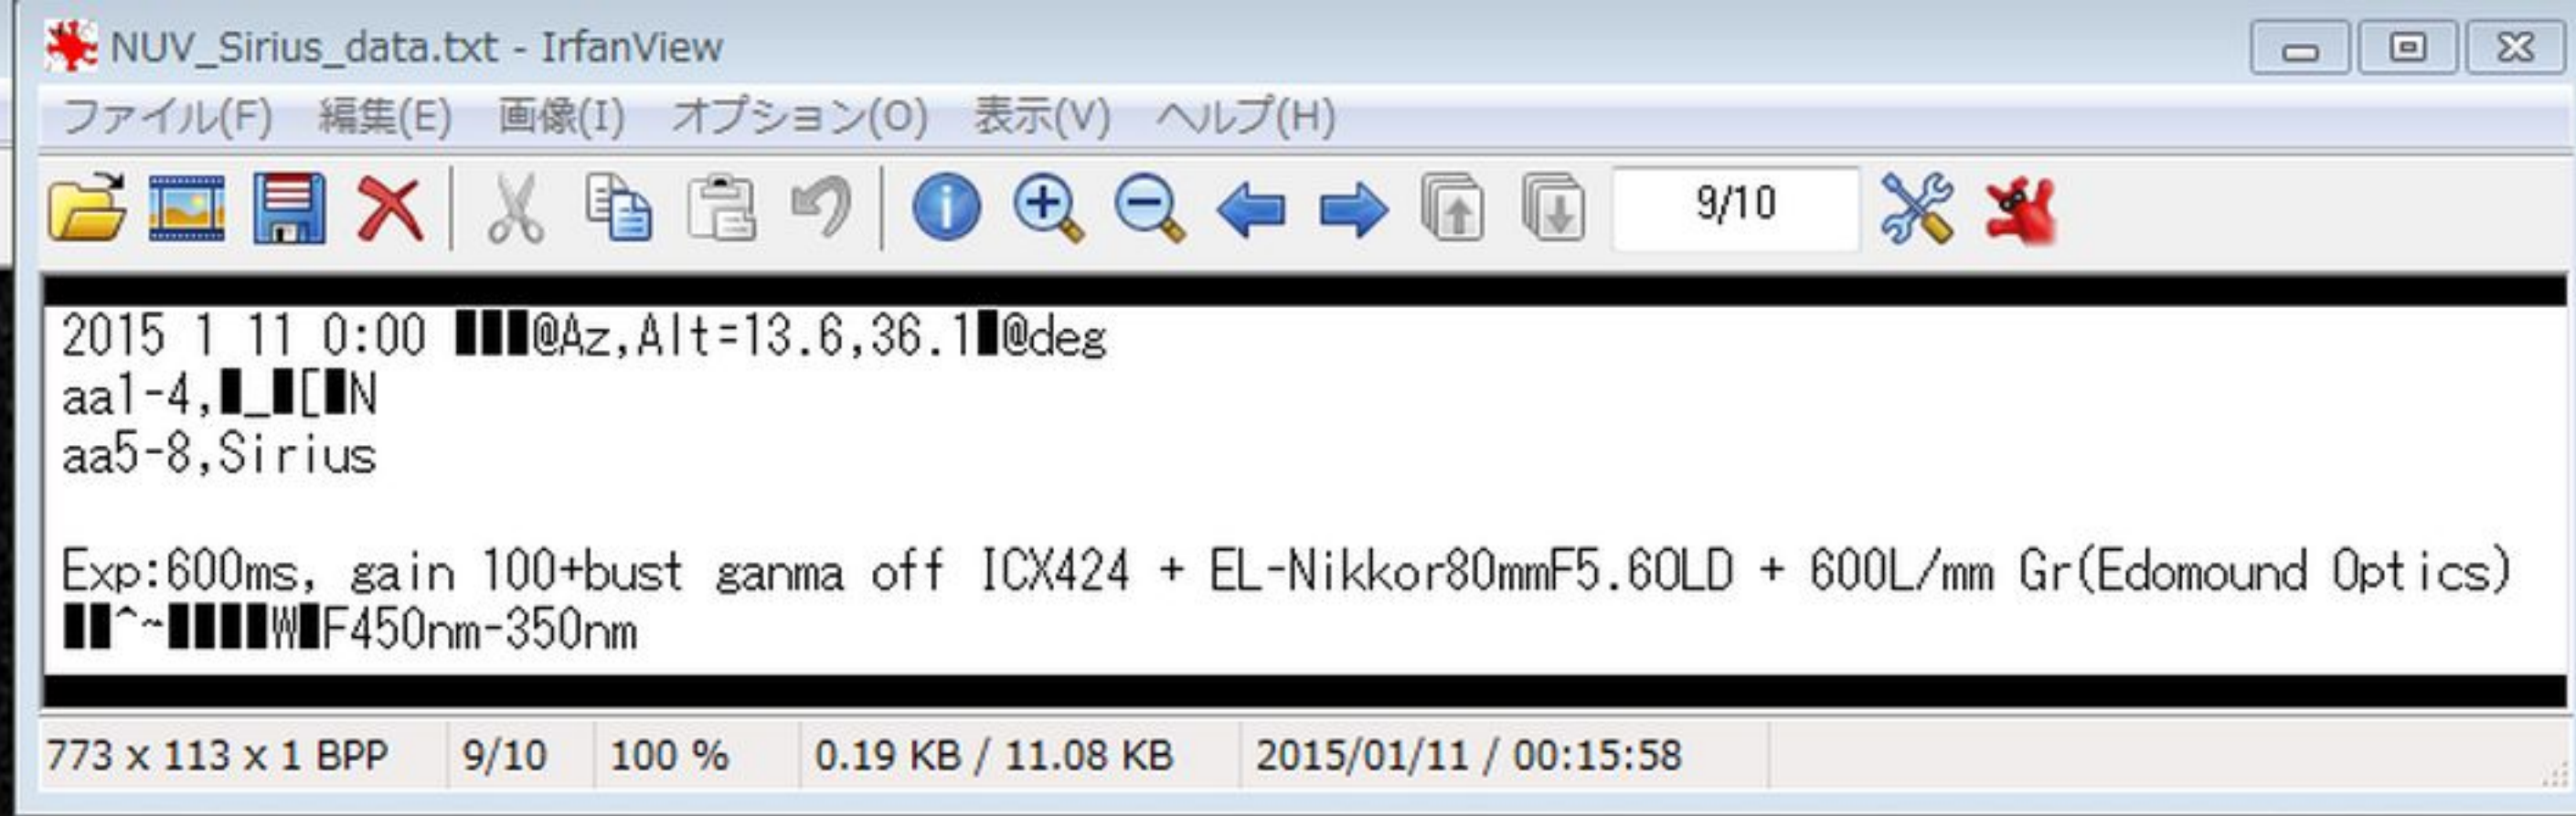 NUV_Sirius_data.txt - IrfanView
ファイル(F) 編集(E) 画像(I) オプション(O) 表示(V) ヘルプ(H)
9/10
2015 1 11 0:00 ███@Az,Alt=13.6,36.1█@deg
aa1-4,█_█[█N
aa5-8,Sirius
Exp:600ms, gain 100+bust ganma off ICX424 + EL-Nikkor80mmF5.6OLD + 600L/mm Gr(Edomound Optics)
██^~████W█F450nm-350nm
773 x 113 x 1 BPP 9/10 100 % 0.19 KB / 11.08 KB 2015/01/11 / 00:15:58